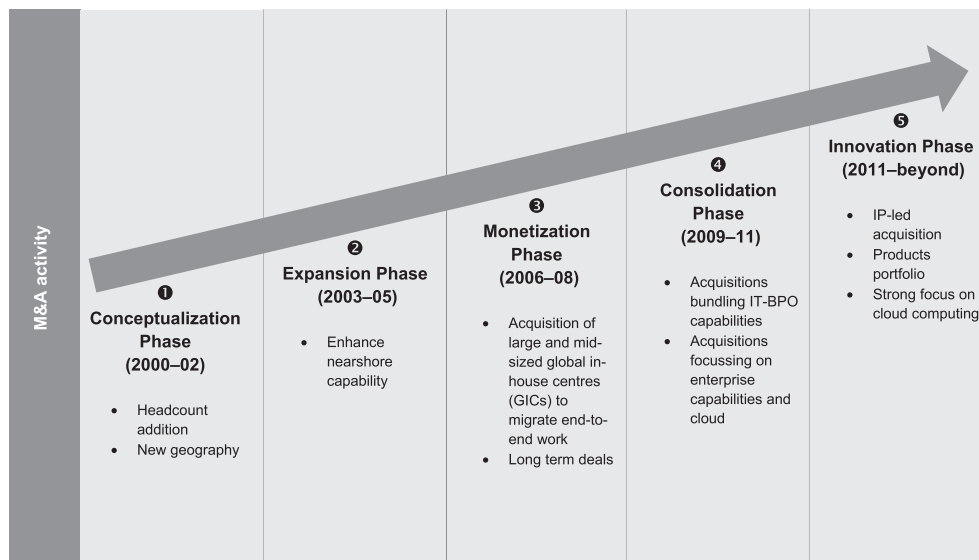 M&A activity
❶
Conceptualization
Phase
(2000–02)
• Headcount
addition
• New geography
❷
Expansion Phase
(2003–05)
• Enhance
nearshore
capability
❸
Monetization
Phase
(2006–08)
• Acquisition of
large and mid-
sized global in-
house centres
(GICs) to
migrate end-to-
end work
• Long term deals
❹
Consolidation
Phase
(2009–11)
• Acquisitions
bundling IT-BPO
capabilities
• Acquisitions
focussing on
enterprise
capabilities and
cloud
❺
Innovation Phase
(2011–beyond)
• IP-led
acquisition
• Products
portfolio
• Strong focus on
cloud computing